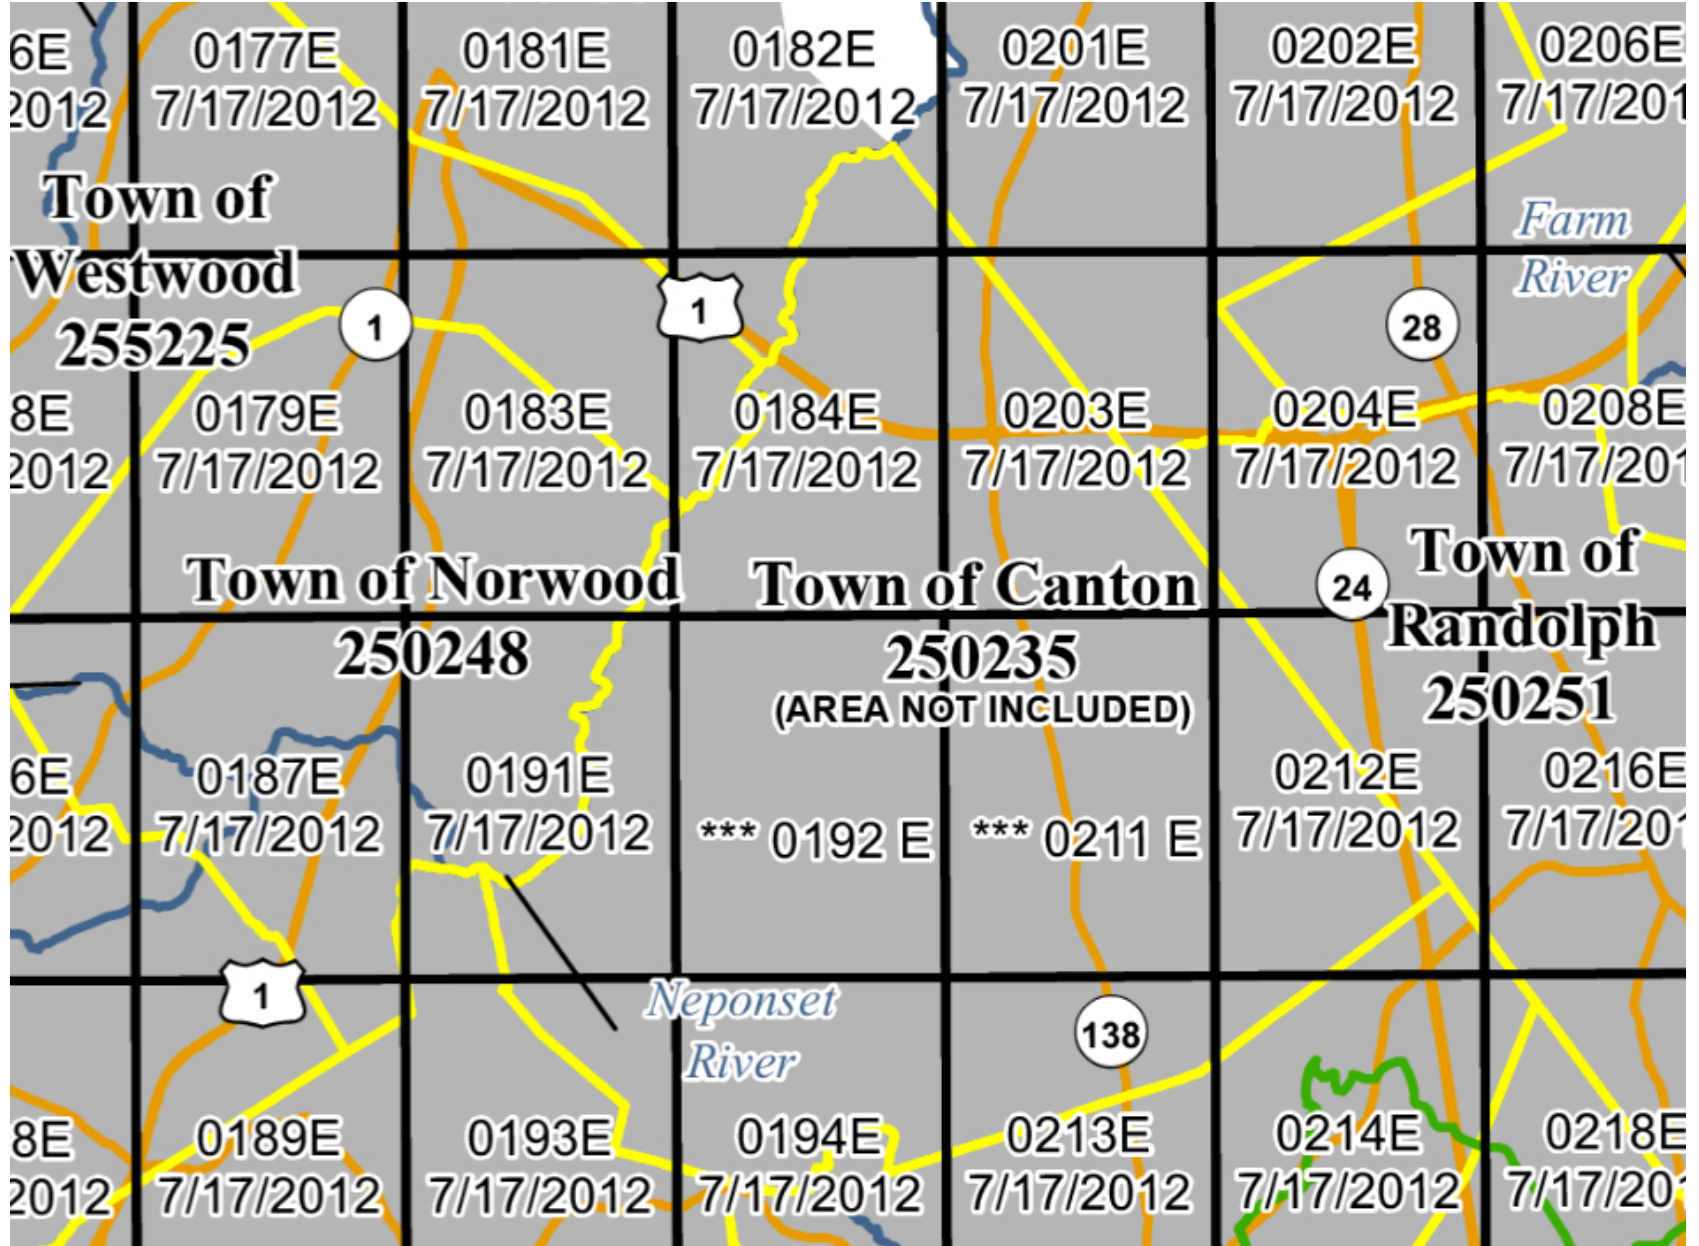 6E 0177E 0181E 0182E 0201E 0202E 0206E
2012 7/17/2012 7/17/2012 7/17/2012 7/17/2012 7/17/2012 7/17/201
Town of
Westwood
255225
Farm
River
1
1
28
8E 0179E 0183E 0184E 0203E 0204E 0208E
2012 7/17/2012 7/17/2012 7/17/2012 7/17/2012 7/17/2012 7/17/201
Town of Norwood
250248
Town of Canton
250235
(AREA NOT INCLUDED)
24
Town of
Randolph
250251
6E 0187E 0191E *** 0192 E *** 0211 E 0212E 0216E
2012 7/17/2012 7/17/2012 7/17/2012 7/17/201
1
Neponset
River
138
8E 0189E 0193E 0194E 0213E 0214E 0218E
2012 7/17/2012 7/17/2012 7/17/2012 7/17/2012 7/17/2012 7/17/201